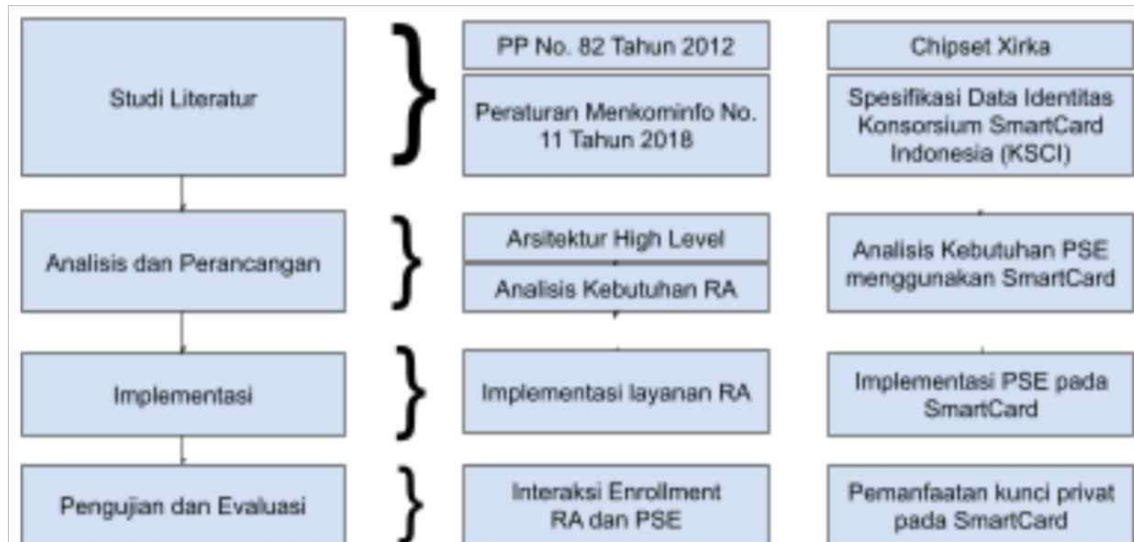 Studi Literatur
PP No. 82 Tahun 2012
Peraturan Menkominfo No.
11 Tahun 2018
Chipset Xirka
Spesifikasi Data Identitas
Konsorsium SmartCard
Indonesia (KSCI)
Analisis dan Perancangan
Arsitektur High Level
Analisis Kebutuhan RA
Analisis Kebutuhan PSE
menggunakan SmartCard
Implementasi
Implementasi layanan RA
Implementasi PSE pada
SmartCard
Pengujian dan Evaluasi
Interaksi Enrollment
RA dan PSE
Pemanfaatan kunci privat
pada SmartCard